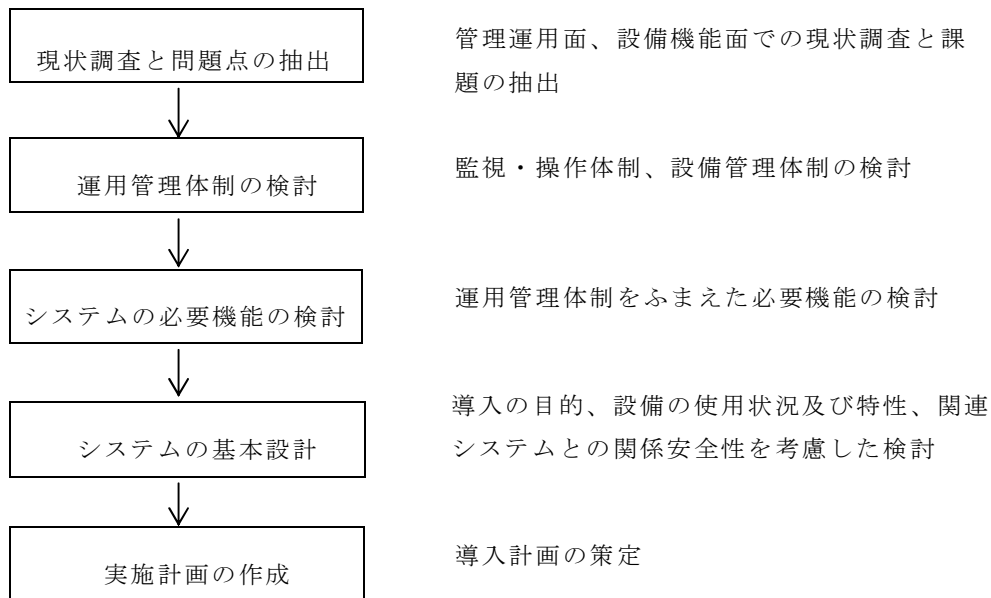 現状調査と問題点の抽出
管理運用面、設備機能面での現状調査と課
題の抽出
運用管理体制の検討
監視・操作体制、設備管理体制の検討
システムの必要機能の検討
運用管理体制をふまえた必要機能の検討
システムの基本設計
導入の目的、設備の使用状況及び特性、関連
システムとの関係安全性を考慮した検討
実施計画の作成
導入計画の策定